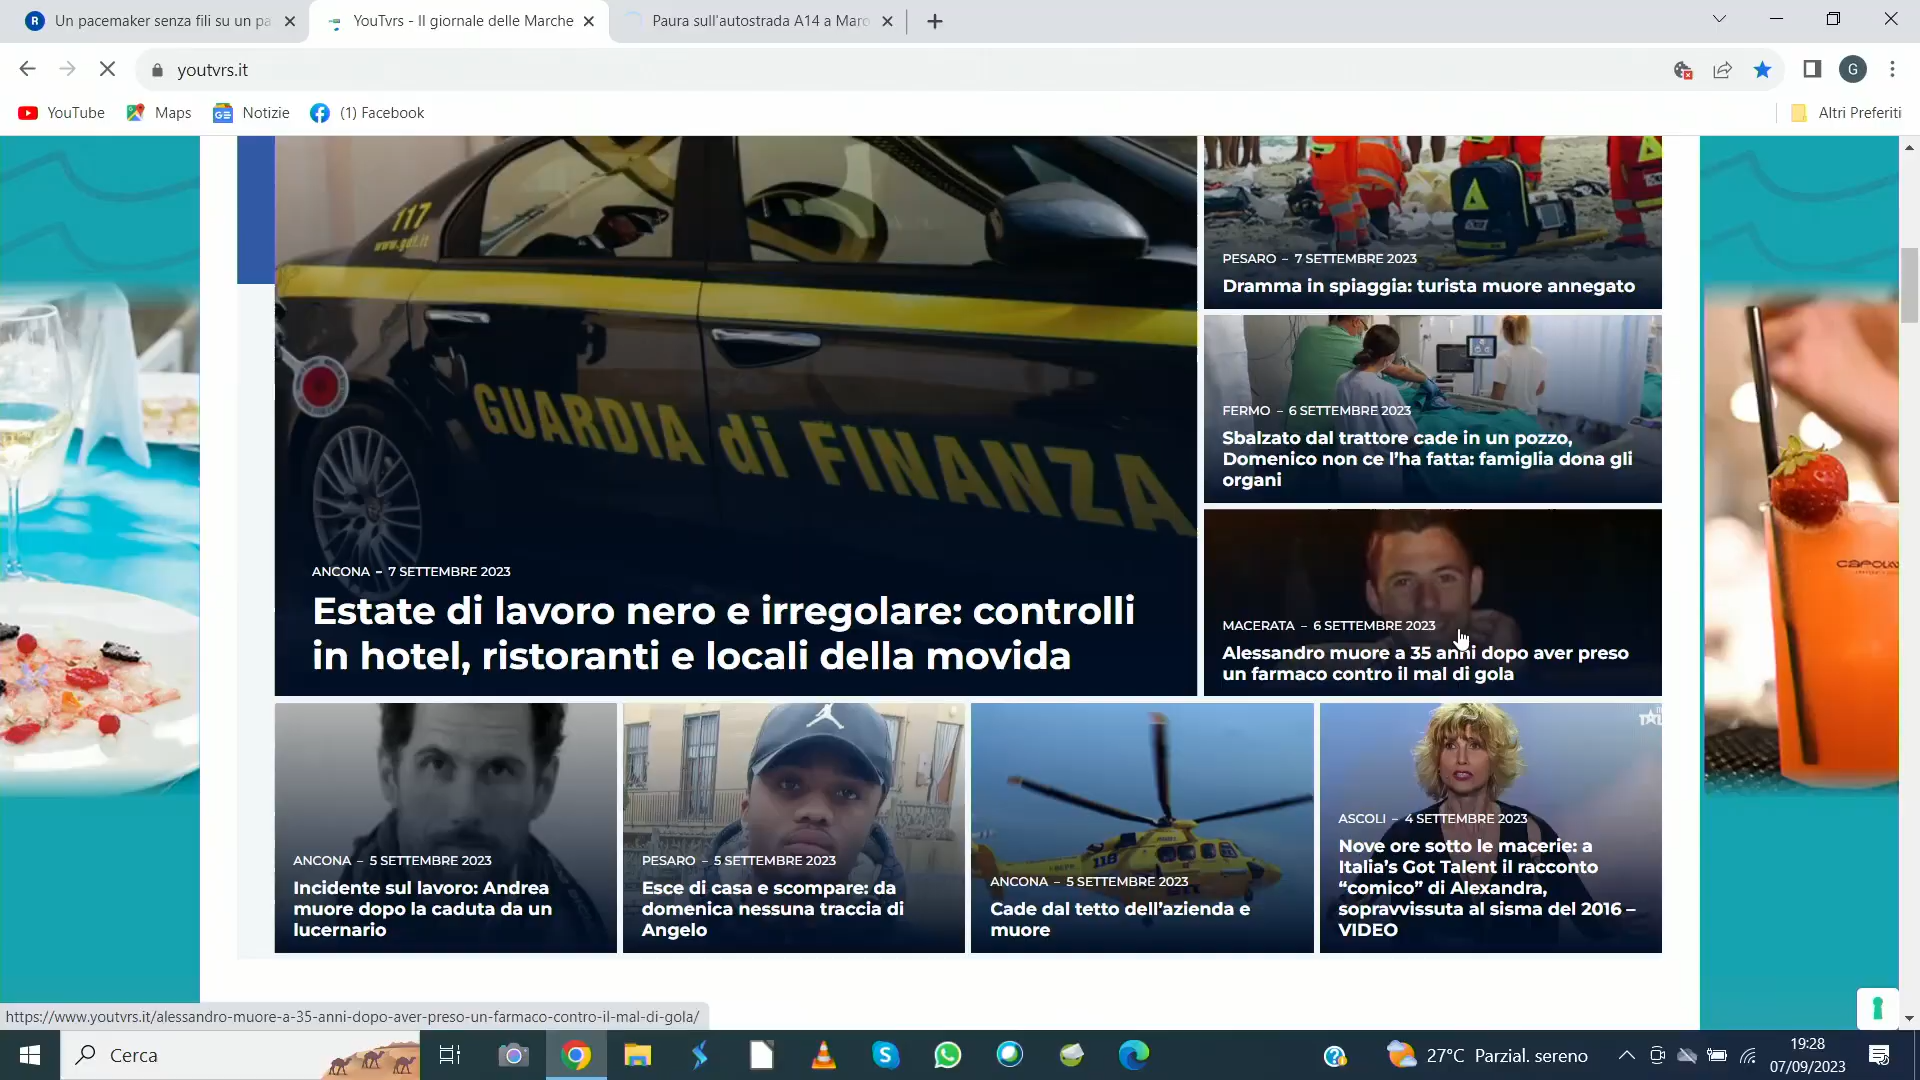 Un pacemaker senza fili su un pa
YouTvrs - Il giornale delle Marche
Paura sull'autostrada A14 a Maro
youtvrs.it
G
YouTube
Maps
Notizie
(1) Facebook
Altri Preferiti
117
www.gdf.it
GUARDIA di FINANZA
ANCONA – 7 SETTEMBRE 2023
Estate di lavoro nero e irregolare: controlli
in hotel, ristoranti e locali della movida
PESARO – 7 SETTEMBRE 2023
Dramma in spiaggia: turista muore annegato
FERMO – 6 SETTEMBRE 2023
Sbalzato dal trattore cade in un pozzo,
Domenico non ce l'ha fatta: famiglia dona gli
organi
MACERATA – 6 SETTEMBRE 2023
Alessandro muore a 35 anni dopo aver preso
un farmaco contro il mal di gola
ANCONA – 5 SETTEMBRE 2023
Incidente sul lavoro: Andrea
muore dopo la caduta da un
lucernario
PESARO – 5 SETTEMBRE 2023
Esce di casa e scompare: da
domenica nessuna traccia di
Angelo
118
ANCONA – 5 SETTEMBRE 2023
Cade dal tetto dell'azienda e
muore
ASCOLI – 4 SETTEMBRE 2023
Nove ore sotto le macerie: a
Italia's Got Talent il racconto
"comico" di Alexandra,
sopravvissuta al sisma del 2016 –
VIDEO
https://www.youtvrs.it/alessandro-muore-a-35-anni-dopo-aver-preso-un-farmaco-contro-il-mal-di-gola/
Cerca
27°C Parzial. sereno
19:28
07/09/2023